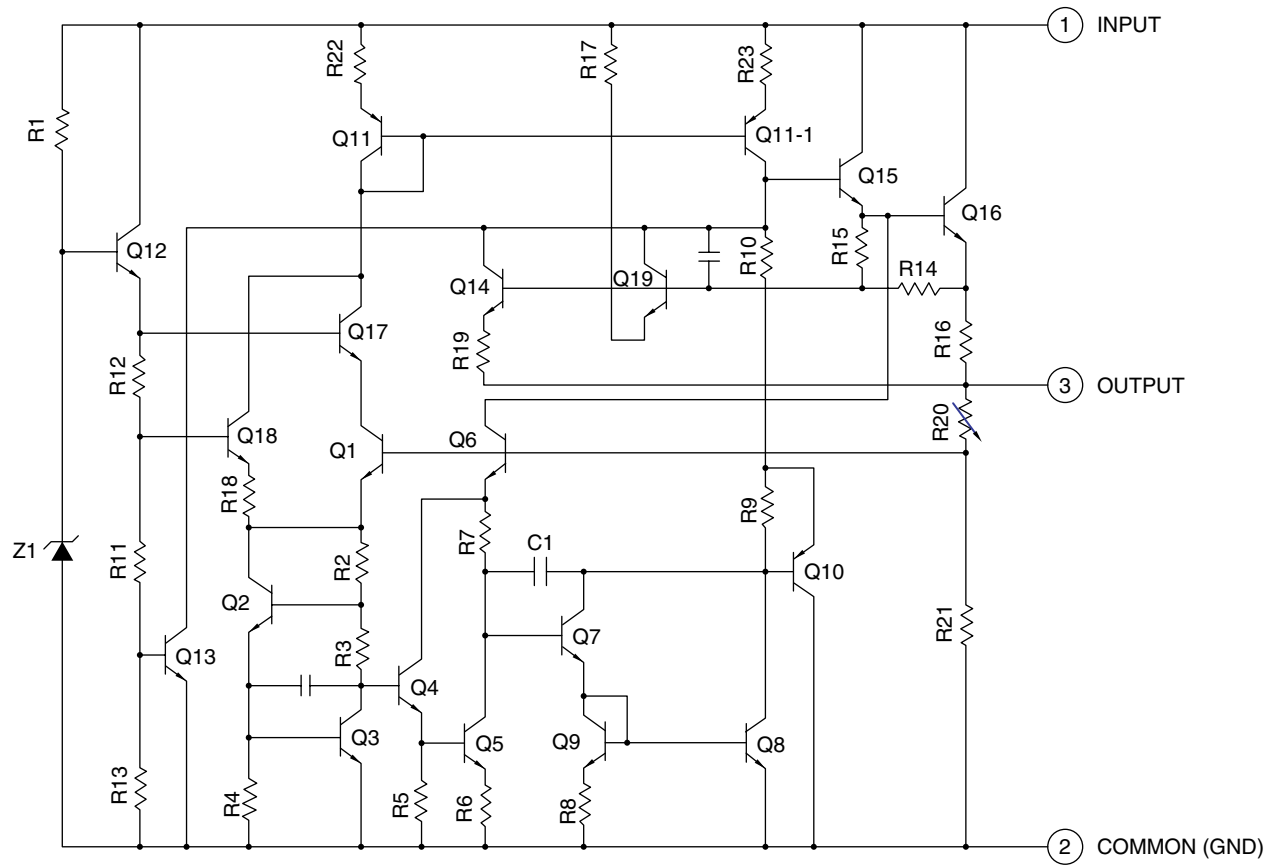 1 INPUT
R22
R17
R23
R1
Q11
Q11-1
Q15
Q16
Q12
R15
R10
R14
Q14
Q19
Q17
R19
R16
R12
3 OUTPUT
R20
Q18
Q1
Q6
R18
R7
R9
Z1
R11
R2
C1
Q10
Q2
R21
Q7
R3
Q13
Q4
Q3
Q5
Q9
Q8
R13
R4
R5
R6
R8
2 COMMON (GND)